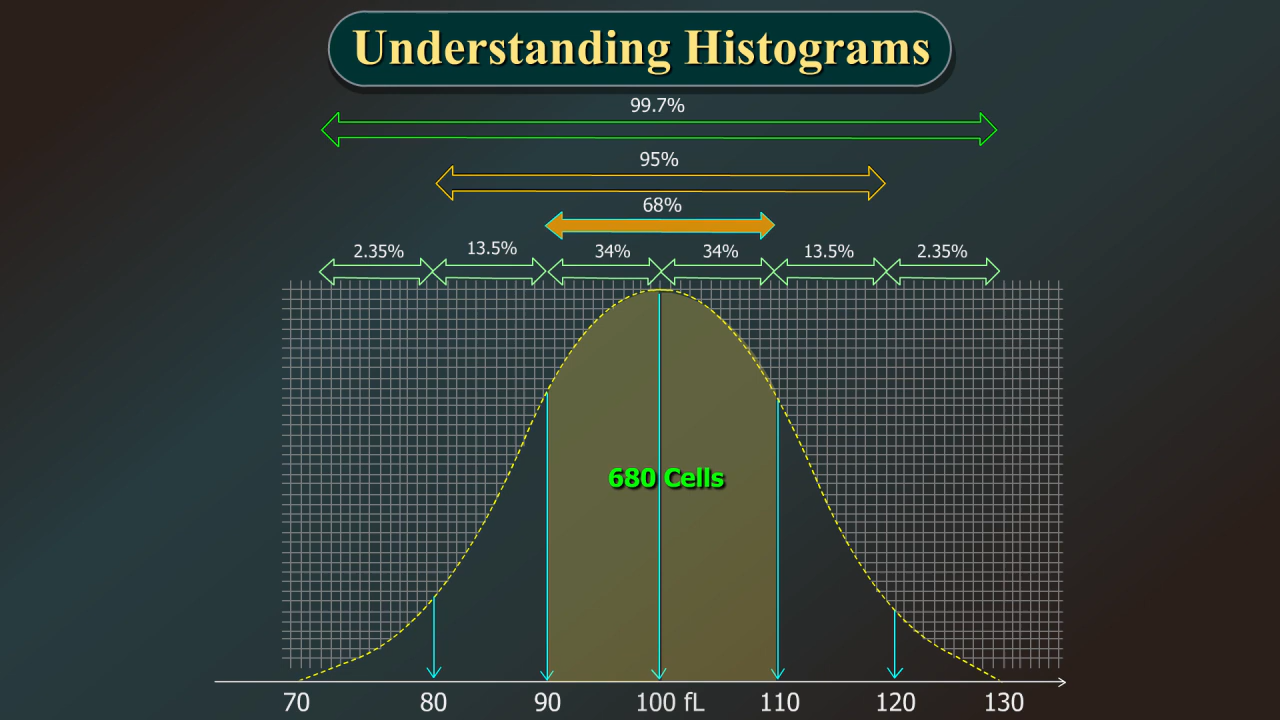 Understanding Histograms
99.7%
95%
68%
2.35% 13.5% 34% 34% 13.5% 2.35%
680 Cells
70 80 90 100 fL 110 120 130